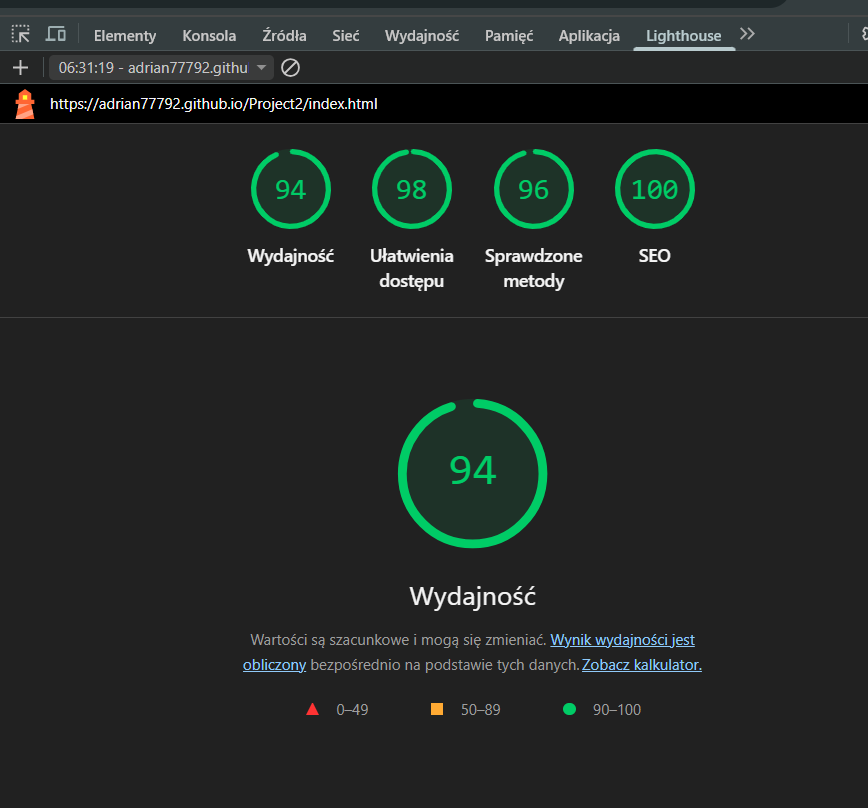 Elementy Konsola Źródła Sieć Wydajność Pamięć Aplikacja Lighthouse
06:31:19 - adrian77792.githu
https://adrian77792.github.io/Project2/index.html
94 98 96 100
Wydajność Ułatwienia Sprawdzone SEO
dostępu metody
94
Wydajność
Wartości są szacunkowe i mogą się zmieniać. Wynik wydajności jest
obliczony bezpośrednio na podstawie tych danych. Zobacz kalkulator.
0–49 50–89 90–100